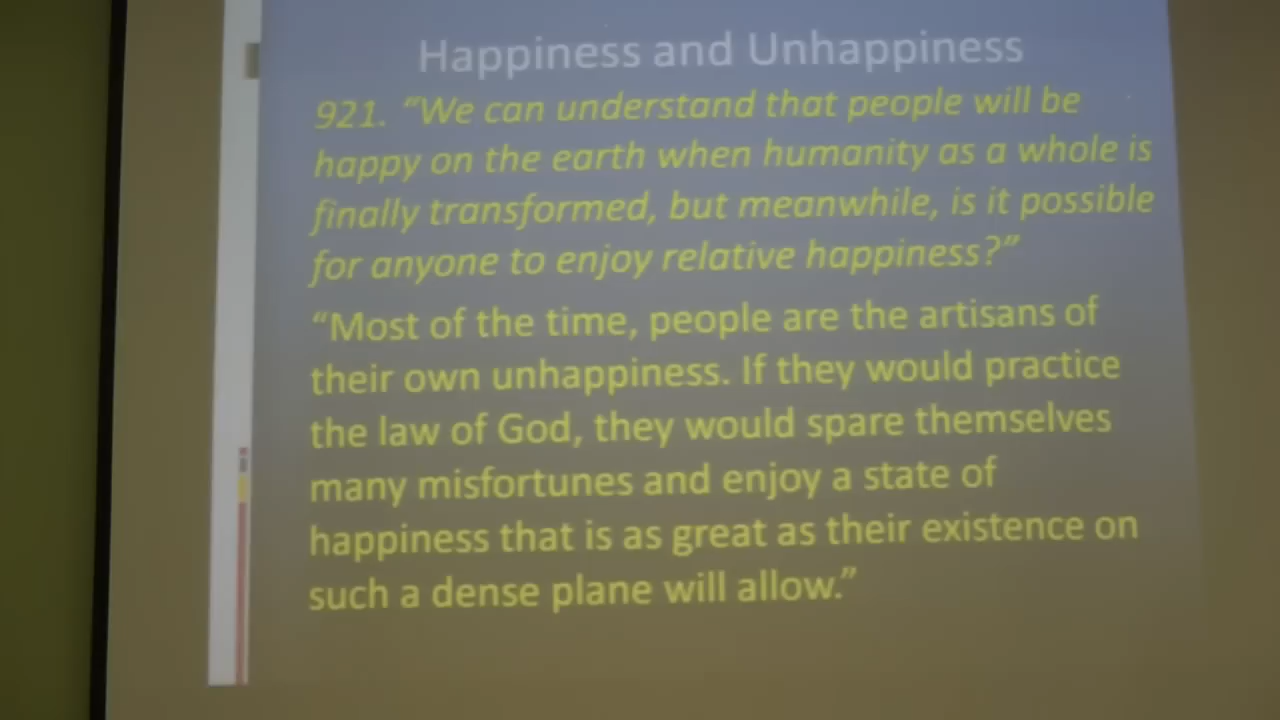 Happiness and Unhappiness
921. “We can understand that people will be
happy on the earth when humanity as a whole is
finally transformed, but meanwhile, is it possible
for anyone to enjoy relative happiness?”
“Most of the time, people are the artisans of
their own unhappiness. If they would practice
the law of God, they would spare themselves
many misfortunes and enjoy a state of
happiness that is as great as their existence on
such a dense plane will allow.”